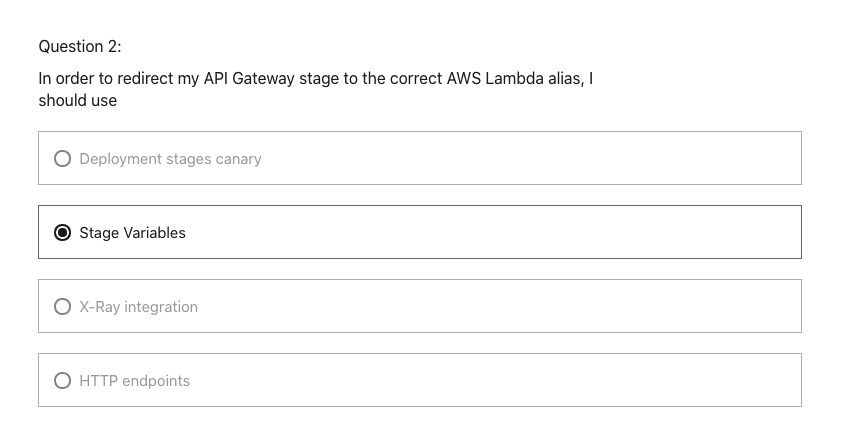 Question 2:
In order to redirect my API Gateway stage to the correct AWS Lambda alias, I
should use
Deployment stages canary
Stage Variables
X-Ray integration
HTTP endpoints